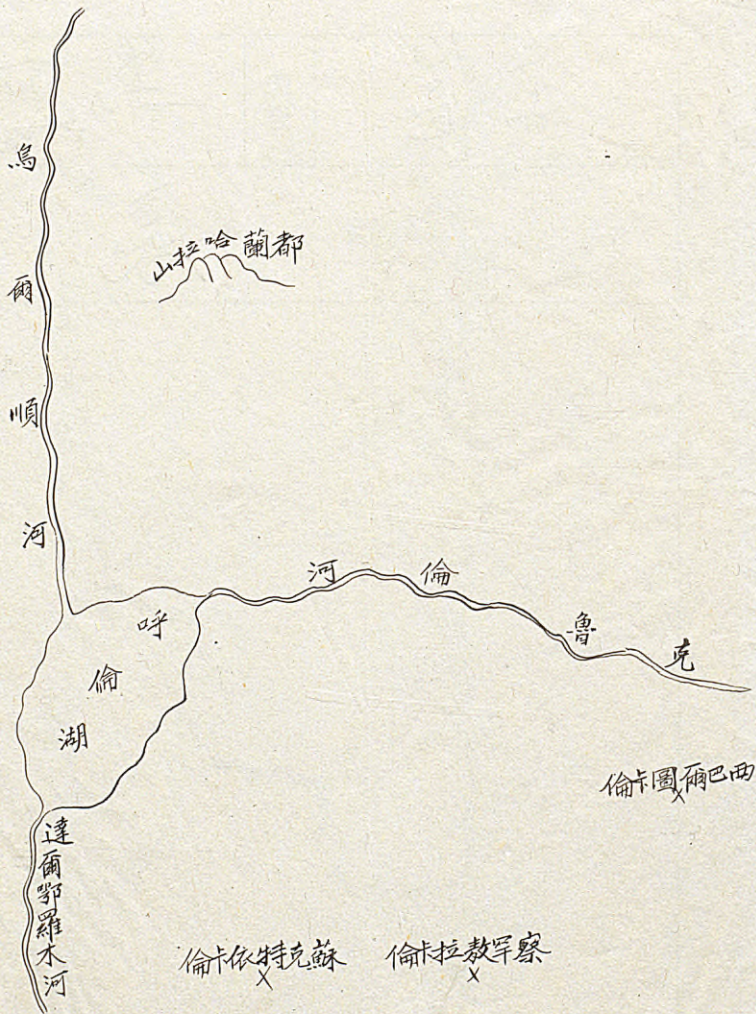 烏爾順河
都蘭哈拉山
克魯倫河
呼倫湖
西巴爾圖卡倫
達爾鄂羅木河
察罕敖拉卡倫
蘇克特依卡倫